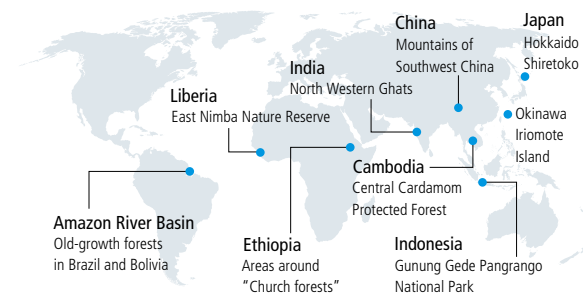 China
Mountains of
Southwest China
Japan
Hokkaido
Shiretoko
India
North Western Ghats
Liberia
East Nimba Nature Reserve
Okinawa
Iriomote
Island
Cambodia
Central Cardamom
Protected Forest
Amazon River Basin
Old-growth forests
in Brazil and Bolivia
Ethiopia
Areas around
“Church forests”
Indonesia
Gunung Gede Pangrango
National Park